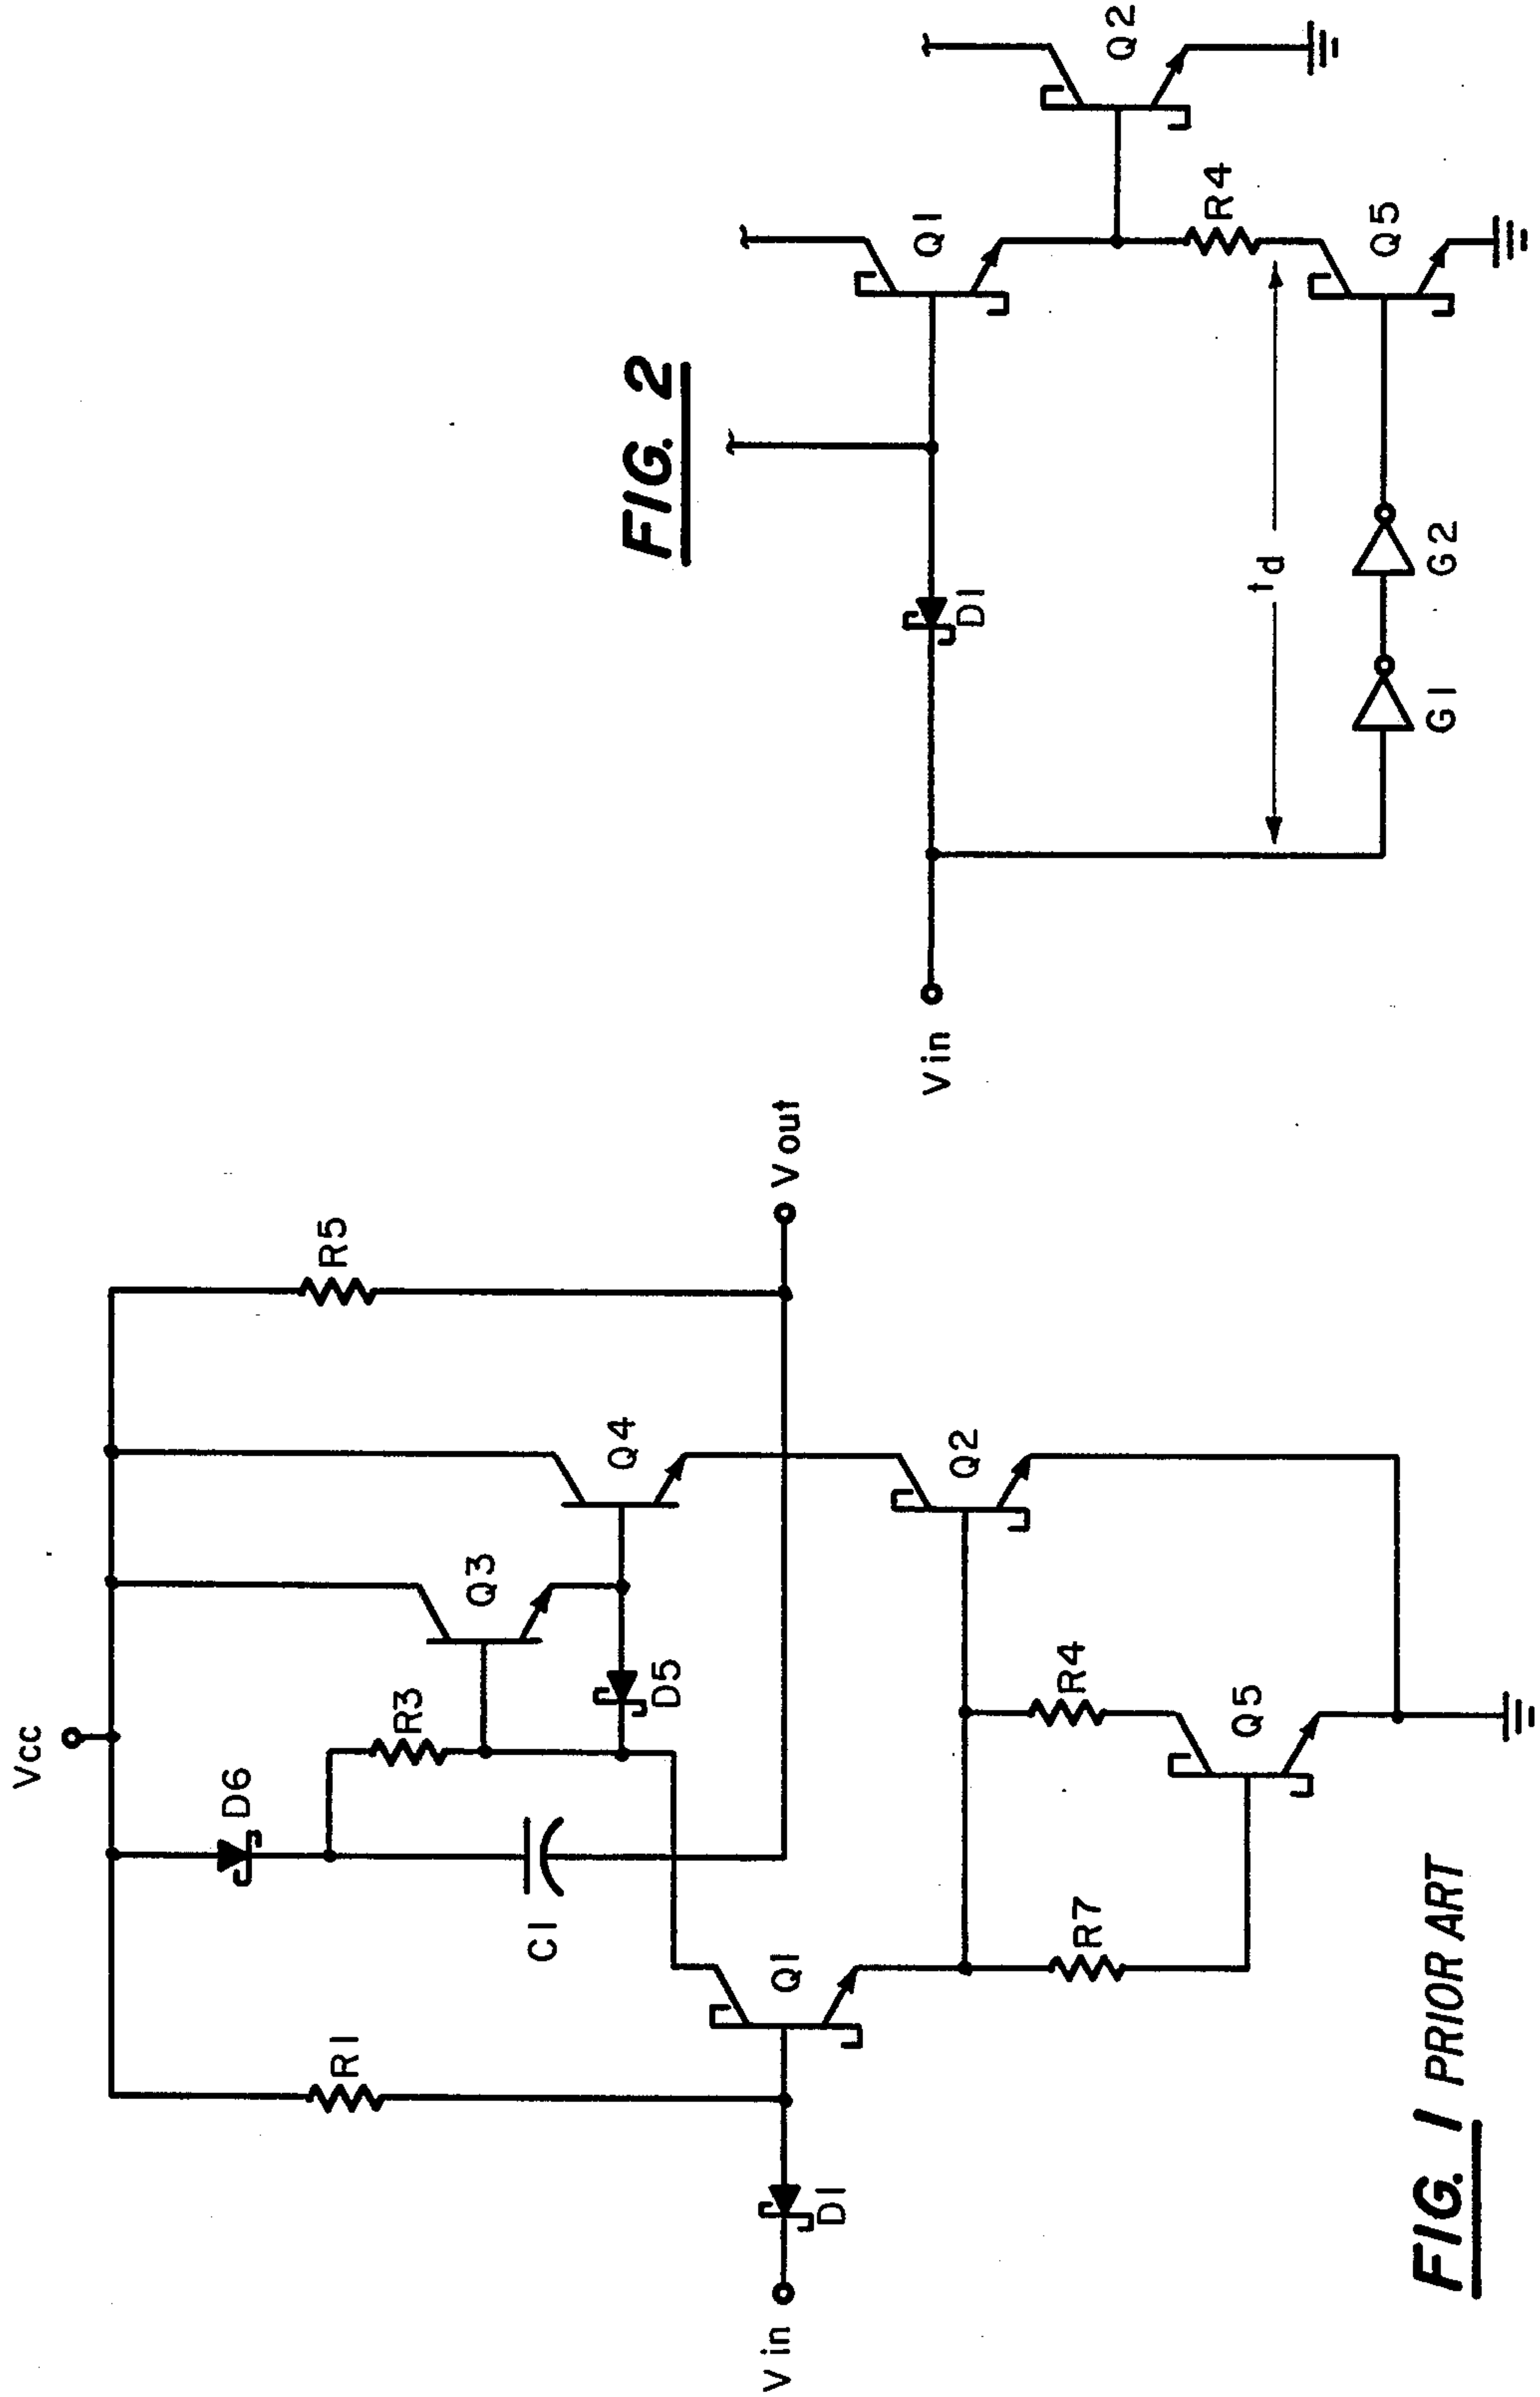 Vcc
D6
R3
Q3
Q4
R5
R1
C1
D5
Vin
D1
Q1
Vout
R7
R4
Q2
Q5
FIG. 1 PRIOR ART
FIG. 2
Vin
D1
Q1
Q2
R4
td
G1
G2
Q5